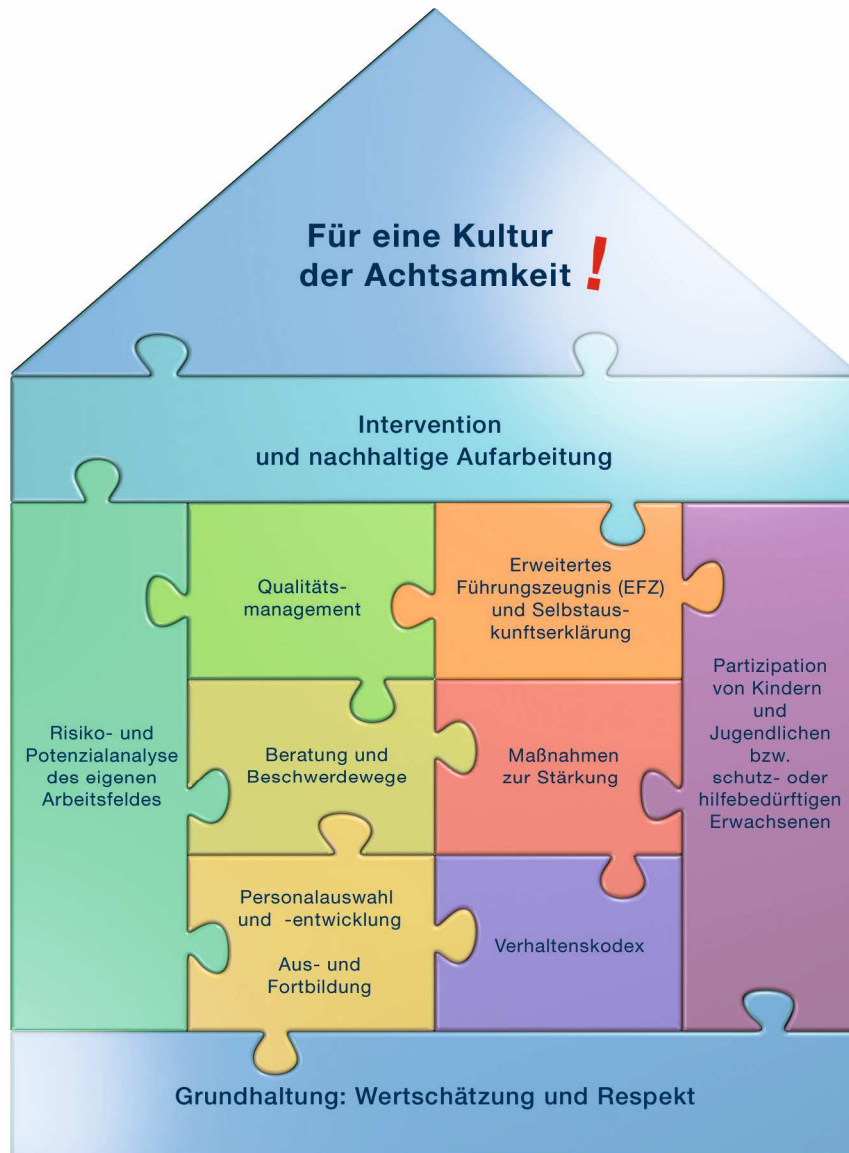 Für eine Kultur
der Achtsamkeit !
Intervention
und nachhaltige Aufarbeitung
Risiko- und
Potenzialanalyse
des eigenen
Arbeitsfeldes
Qualitäts-
management
Erweitertes
Führungszeugnis (EFZ)
und Selbstaus-
kunftserklärung
Beratung und
Beschwerdewege
Maßnahmen
zur Stärkung
Personalauswahl
und -entwicklung
Aus- und
Fortbildung
Verhaltenskodex
Partizipation
von Kindern
und
Jugendlichen
bzw.
schutz- oder
hilfebedürftigen
Erwachsenen
Grundhaltung: Wertschätzung und Respekt